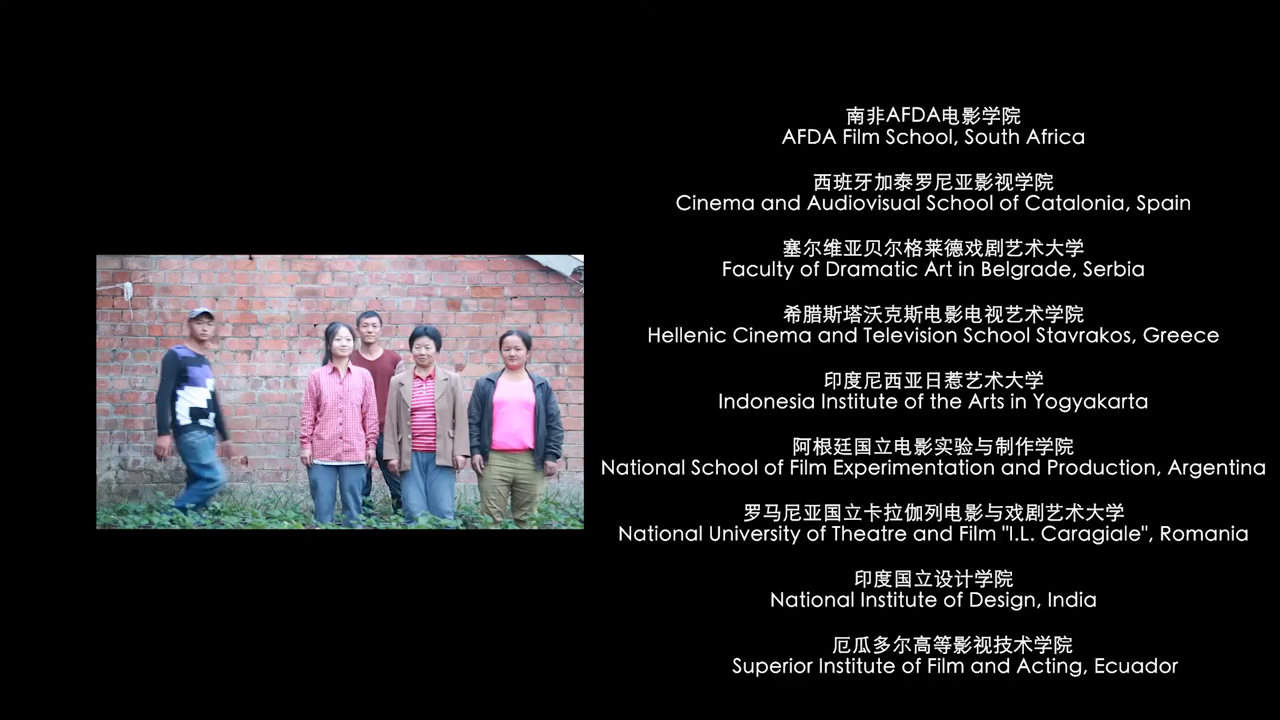 南非AFDA电影学院
AFDA Film School, South Africa
西班牙加泰罗尼亚影视学院
Cinema and Audiovisual School of Catalonia, Spain
塞尔维亚贝尔格莱德戏剧艺术大学
Faculty of Dramatic Art in Belgrade, Serbia
希腊斯塔沃克斯电影电视艺术学院
Hellenic Cinema and Television School Stavrakos, Greece
印度尼西亚日惹艺术大学
Indonesia Institute of the Arts in Yogyakarta
阿根廷国立电影实验与制作学院
National School of Film Experimentation and Production, Argentina
罗马尼亚国立卡拉伽列电影与戏剧艺术大学
National University of Theatre and Film "I.L. Caragiale", Romania
印度国立设计学院
National Institute of Design, India
厄瓜多尔高等影视技术学院
Superior Institute of Film and Acting, Ecuador